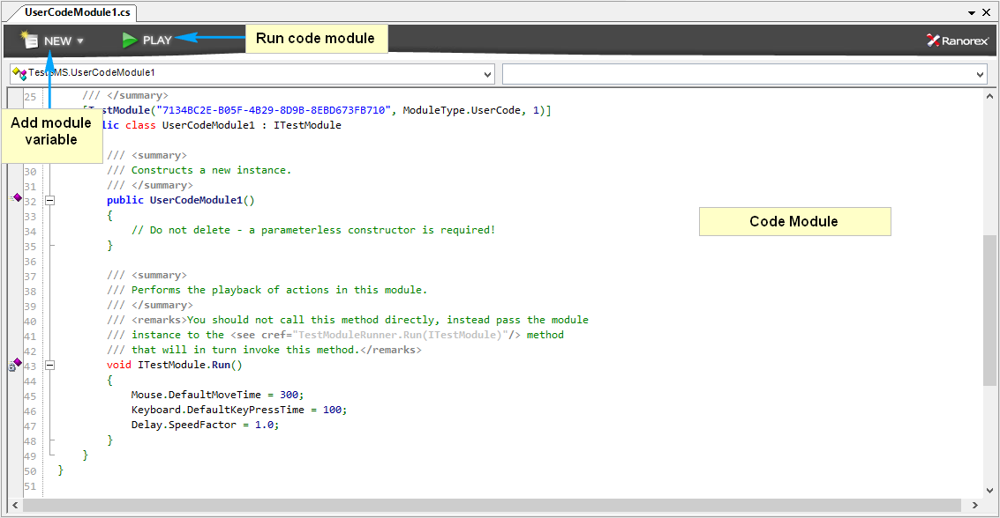 UserCodeModule1.cs
NEW
PLAY
Run code module
Ranorex
TestSMS.UserCodeModule1
25 /// </summary>
[TestModule("7134BC2E-B05F-4B29-8D9B-8EBD673FB710", ModuleType.UserCode, 1)]
Add module
variable
lic class UserCodeModule1 : ITestModule
/// <summary>
30 /// Constructs a new instance.
31 /// </summary>
32 public UserCodeModule1()
33 {
34 // Do not delete - a parameterless constructor is required!
35 }
36
37 /// <summary>
38 /// Performs the playback of actions in this module.
39 /// </summary>
40 /// <remarks>You should not call this method directly, instead pass the module
41 /// instance to the <see cref="TestModuleRunner.Run(ITestModule)"/> method
42 /// that will in turn invoke this method.</remarks>
43 void ITestModule.Run()
44 {
45 Mouse.DefaultMoveTime = 300;
46 Keyboard.DefaultKeyPressTime = 100;
47 Delay.SpeedFactor = 1.0;
48 }
49 }
50 }
51
Code Module